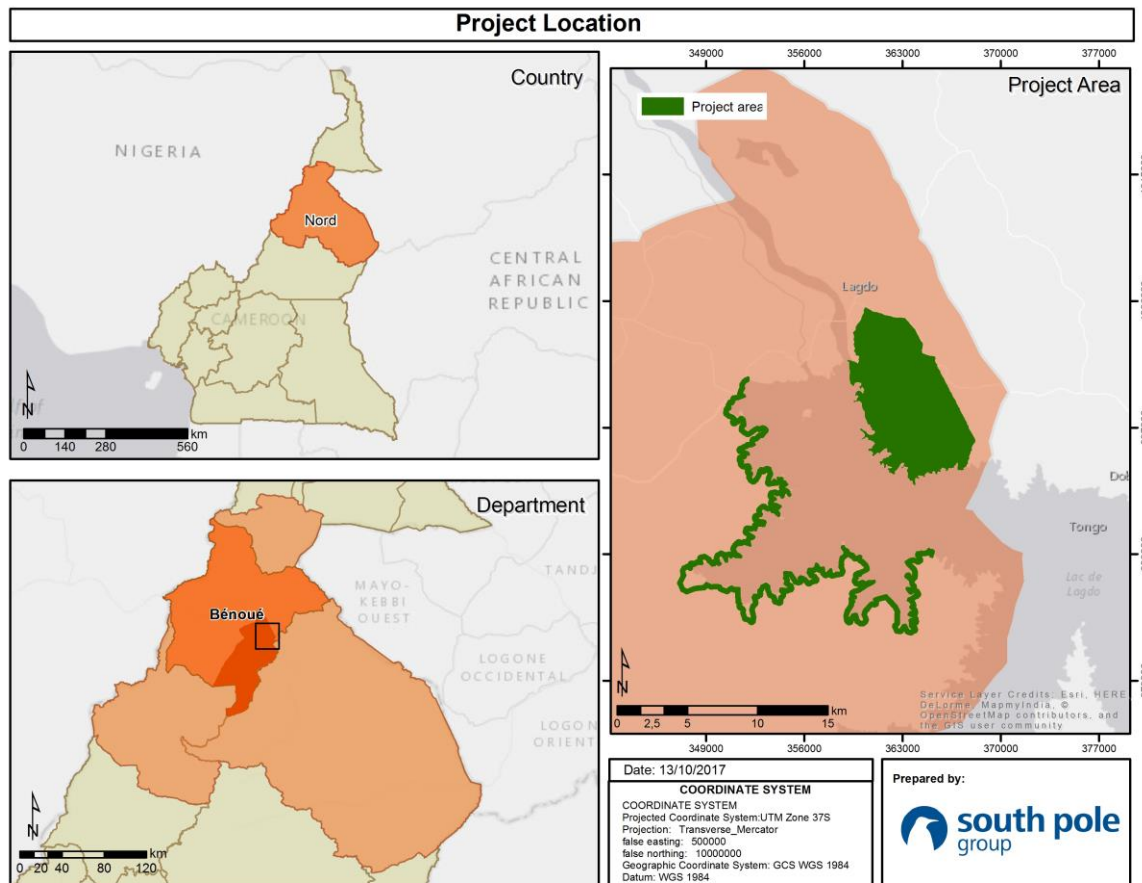 Project Location
Country
NIGERIA
Nord
CENTRAL
AFRICAN
REPUBLIC
CAMEROON
N
km
0 140 280 560
Department
Bénoué
MAYO-
KEBBI
OUEST
TANDJ
LOGONE
OCCIDENTAL
LOGON
ORIENT
N
km
0 20 40 80 120
349000 356000 363000 370000 377000
Project Area
Project area
Lagdo
Dob
Tongo
Lac de
Lagdo
N
km
0 2,5 5 10 15
Service Layer Credits: Esri, HERE,
DeLorme, MapmyIndia, ©
OpenStreetMap contributors, and
the GIS user community
349000 356000 363000 370000 377000
Date: 13/10/2017
COORDINATE SYSTEM
COORDINATE SYSTEM
Projected Coordinate System:UTM Zone 37S
Projection: Transverse_Mercator
false easting: 500000
false northing: 10000000
Geographic Coordinate System: GCS WGS 1984
Datum: WGS 1984
Prepared by:
south pole
group